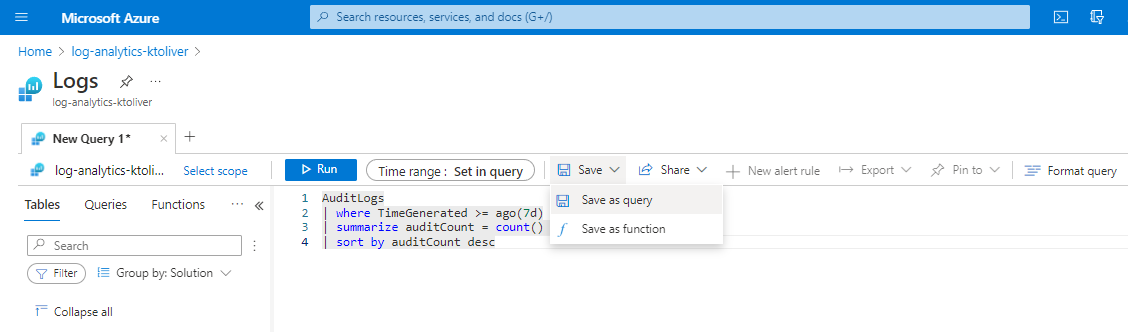 Microsoft Azure
Search resources, services, and docs (G+/)
Home > log-analytics-ktoliver >
Logs ...
log-analytics-ktoliver
New Query 1* × +
log-analytics-ktoli... Select scope Run Time range : Set in query Save Share New alert rule Export Pin to Format query
Tables Queries Functions ... «
Search
Filter Group by: Solution
Collapse all
1 AuditLogs
2 | where TimeGenerated >= ago(7d)
3 | summarize auditCount = count()
4 | sort by auditCount desc
Save as query
Save as function